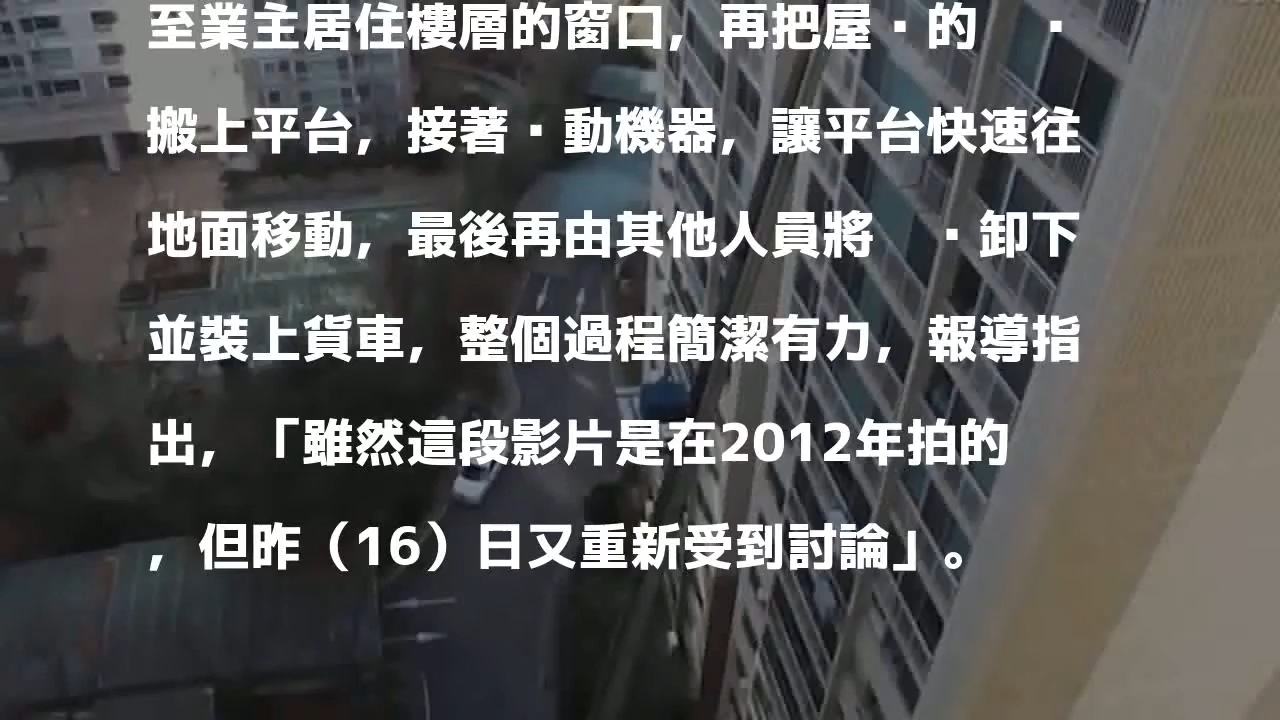 至業主居住樓層的窗口，再把屋▪的　▪
搬上平台，接著▪動機器，讓平台快速往
地面移動，最後再由其他人員將　▪卸下
並裝上貨車，整個過程簡潔有力，報導指
出，「雖然這段影片是在2012年拍的
，但昨（16）日又重新受到討論」。